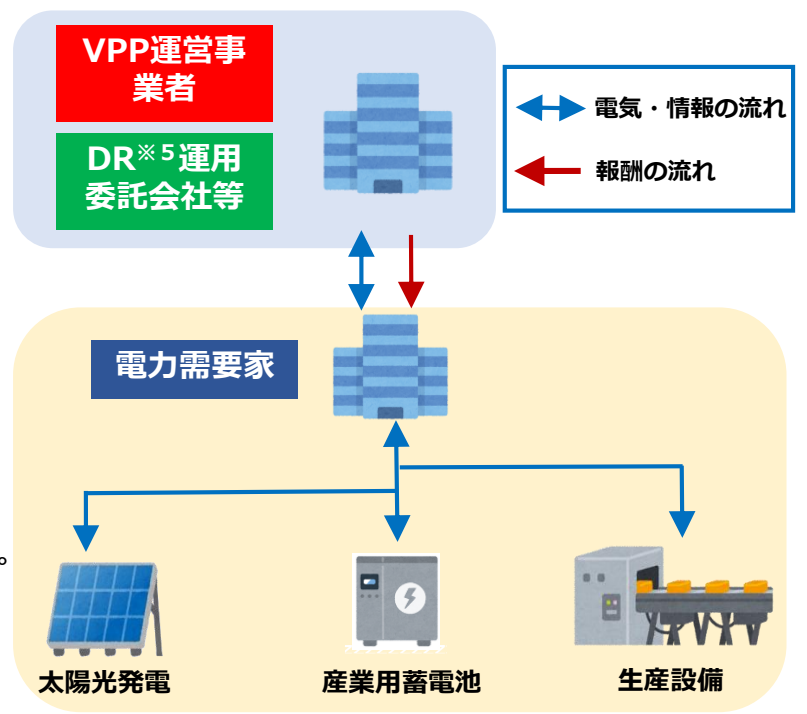 VPP運営事
業者
DR※5運用
委託会社等
電気・情報の流れ
報酬の流れ
電力需要家
。
太陽光発電
産業用蓄電池
生産設備